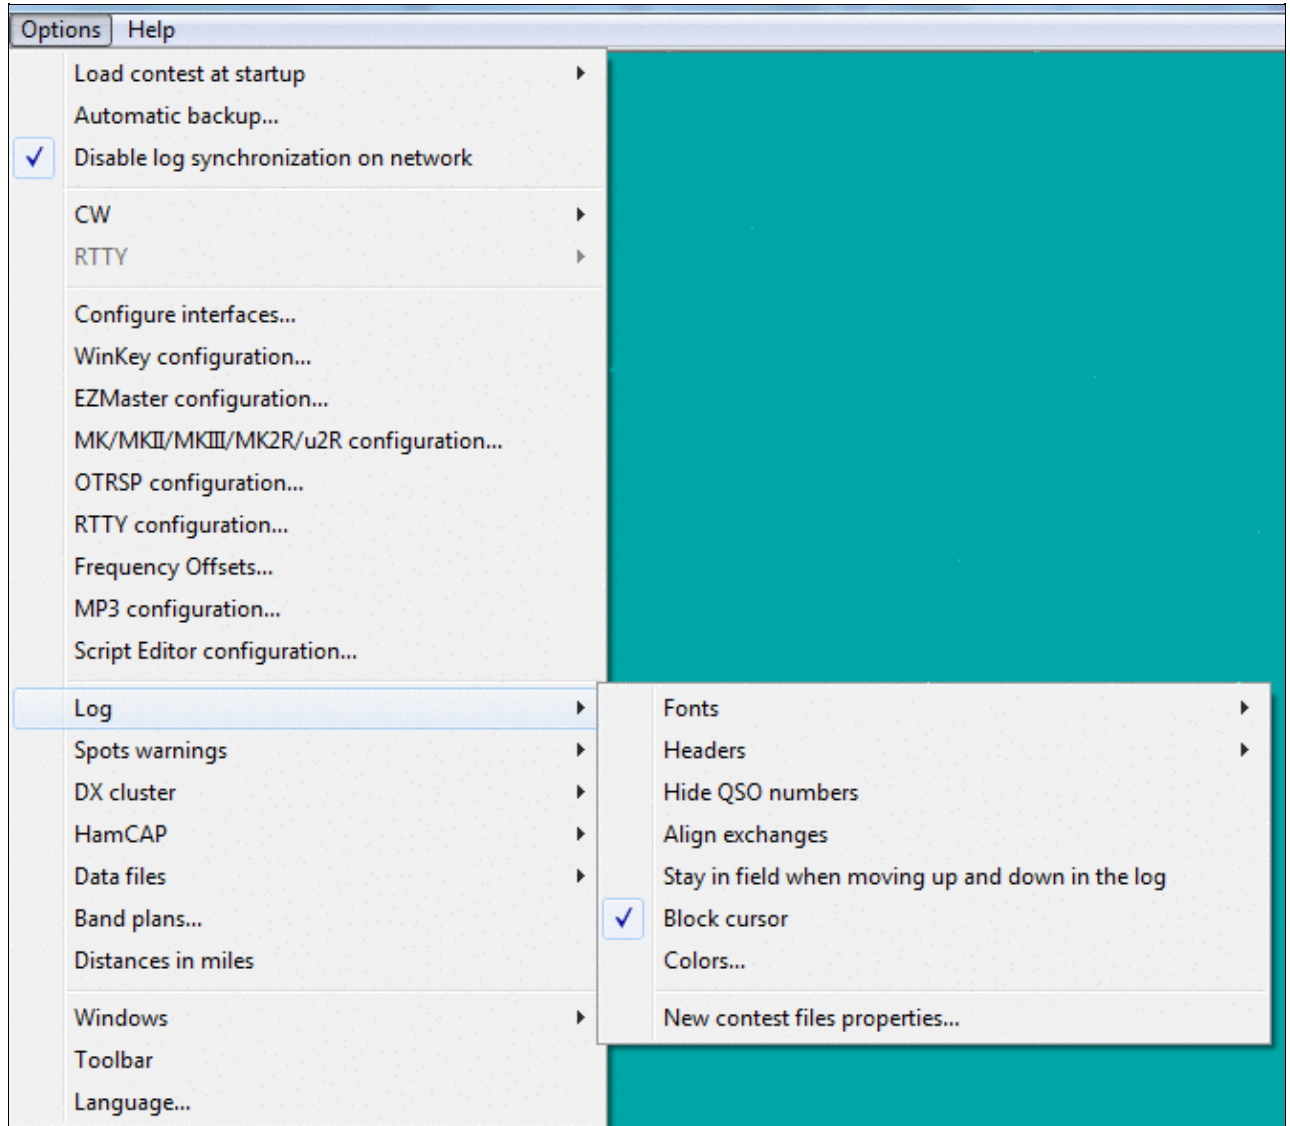 Options Help
Load contest at startup
Automatic backup...
Disable log synchronization on network
CW
RTTY
Configure interfaces...
WinKey configuration...
EZMaster configuration...
MK/MKII/MKIII/MK2R/u2R configuration...
OTRSP configuration...
RTTY configuration...
Frequency Offsets...
MP3 configuration...
Script Editor configuration...
Log
Spots warnings
DX cluster
HamCAP
Data files
Band plans...
Distances in miles
Windows
Toolbar
Language...
Fonts
Headers
Hide QSO numbers
Align exchanges
Stay in field when moving up and down in the log
Block cursor
Colors...
New contest files properties...